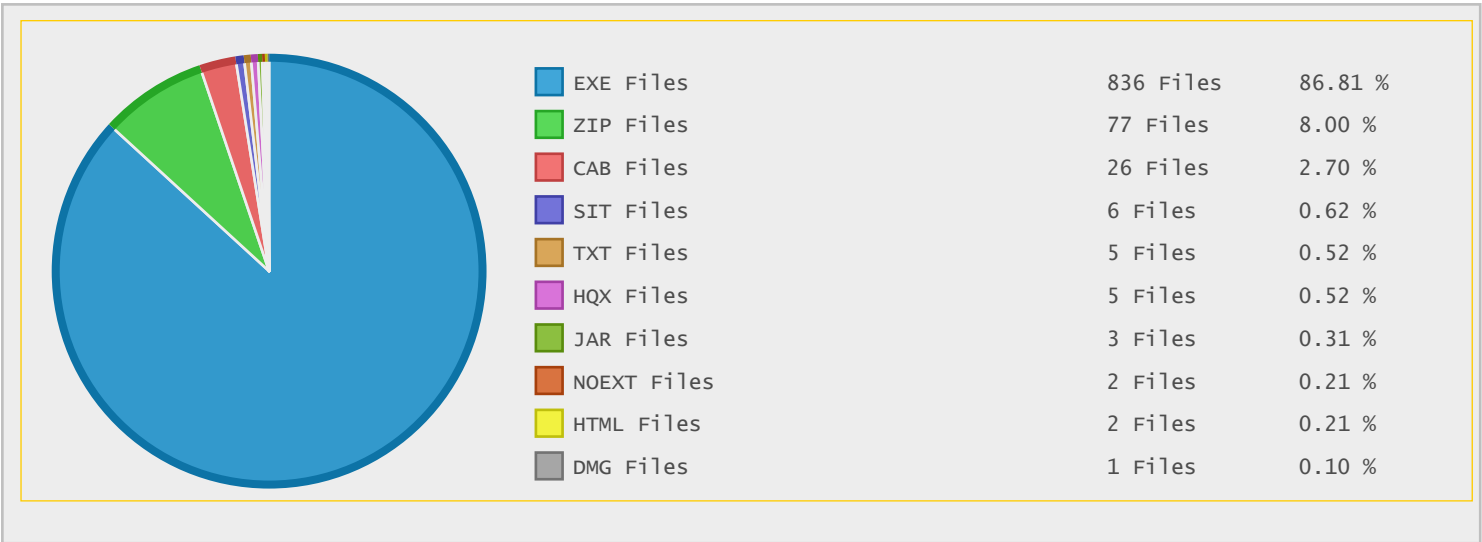 EXE Files 836 Files 86.81 %
ZIP Files 77 Files 8.00 %
CAB Files 26 Files 2.70 %
SIT Files 6 Files 0.62 %
TXT Files 5 Files 0.52 %
HQX Files 5 Files 0.52 %
JAR Files 3 Files 0.31 %
NOEXT Files 2 Files 0.21 %
HTML Files 2 Files 0.21 %
DMG Files 1 Files 0.10 %